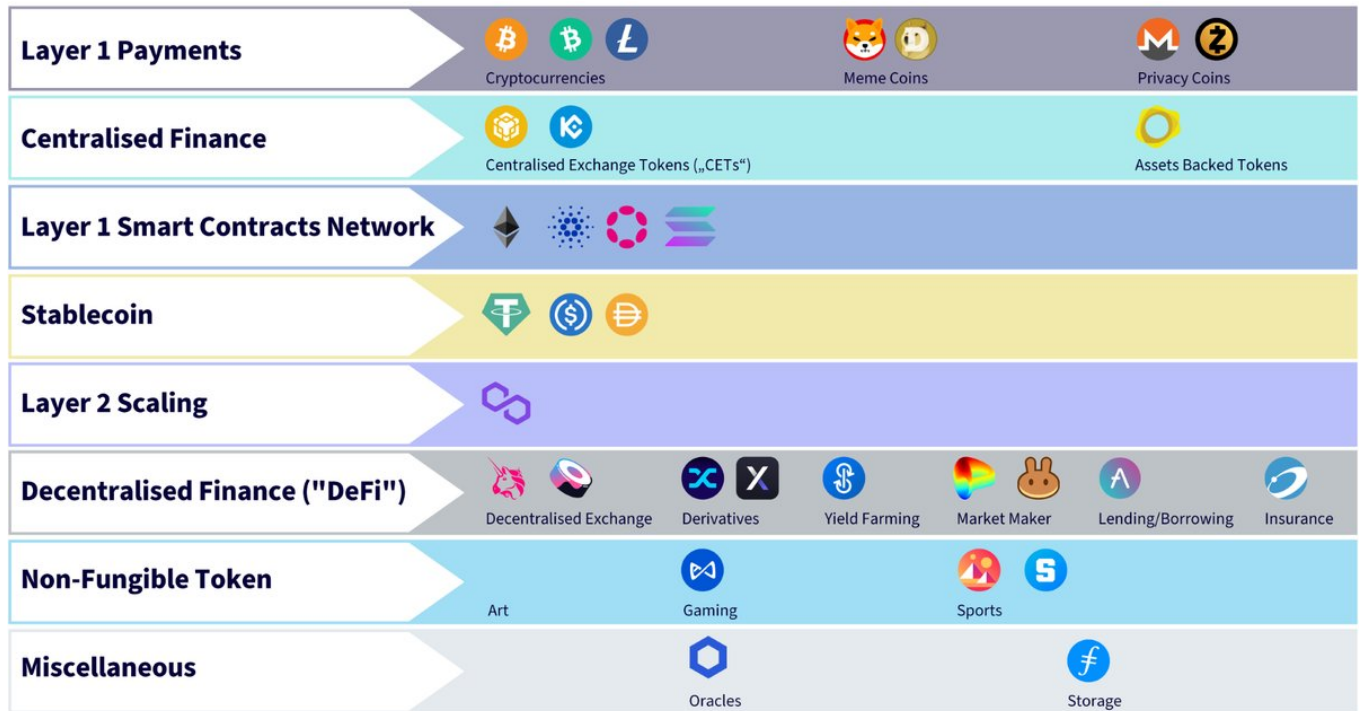 Layer 1 Payments
Cryptocurrencies
Meme Coins
Privacy Coins
Centralised Finance
Centralised Exchange Tokens („CETs“)
Assets Backed Tokens
Layer 1 Smart Contracts Network
Stablecoin
Layer 2 Scaling
Decentralised Finance ("DeFi")
Decentralised Exchange
Derivatives
Yield Farming
Market Maker
Lending/Borrowing
Insurance
Non-Fungible Token
Art
Gaming
Sports
Miscellaneous
Oracles
Storage